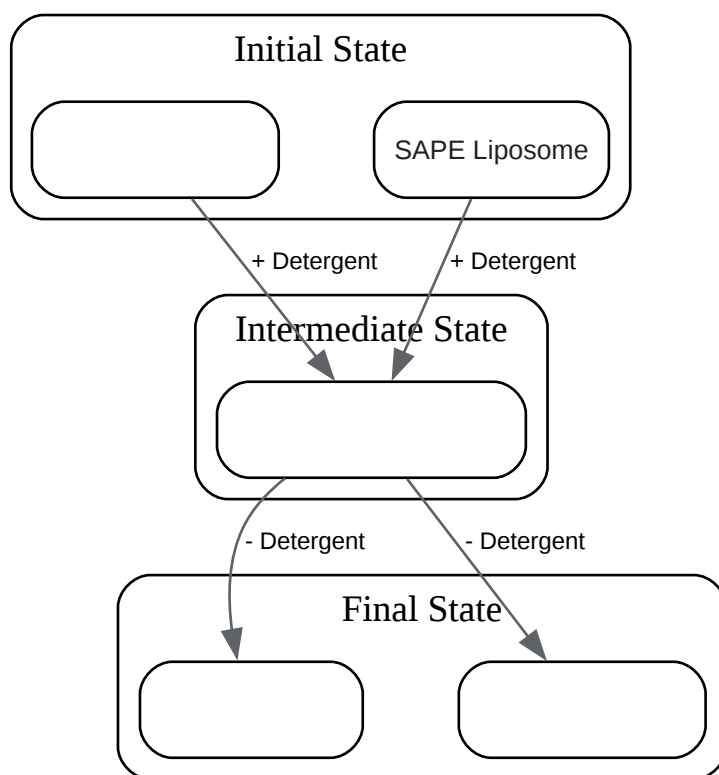 Initial State
SAPE Liposome
+ Detergent
+ Detergent
Intermediate State
- Detergent
- Detergent
Final State